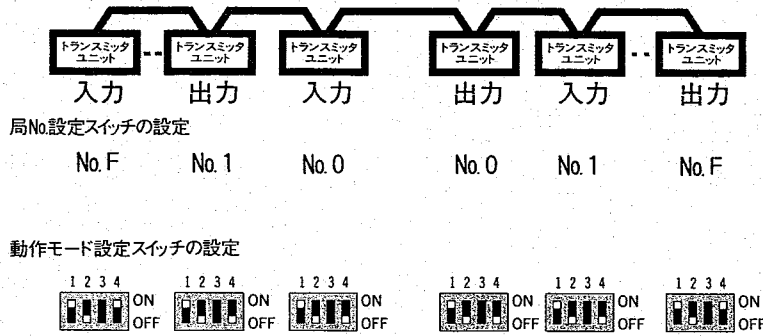 トランスミッタ ユニット トランスミッタ ユニット トランスミッタ ユニット トランスミッタ ユニット トランスミッタ ユニット トランスミッタ ユニット
入力 出力 入力 出力 入力 出力
局No.設定スイッチの設定
No. F No. 1 No. 0 No. 0 No. 1 No. F
動作モード設定スイッチの設定
1 2 3 4 1 2 3 4 1 2 3 4 1 2 3 4 1 2 3 4 1 2 3 4
ON ON ON ON ON ON
OFF OFF OFF OFF OFF OFF